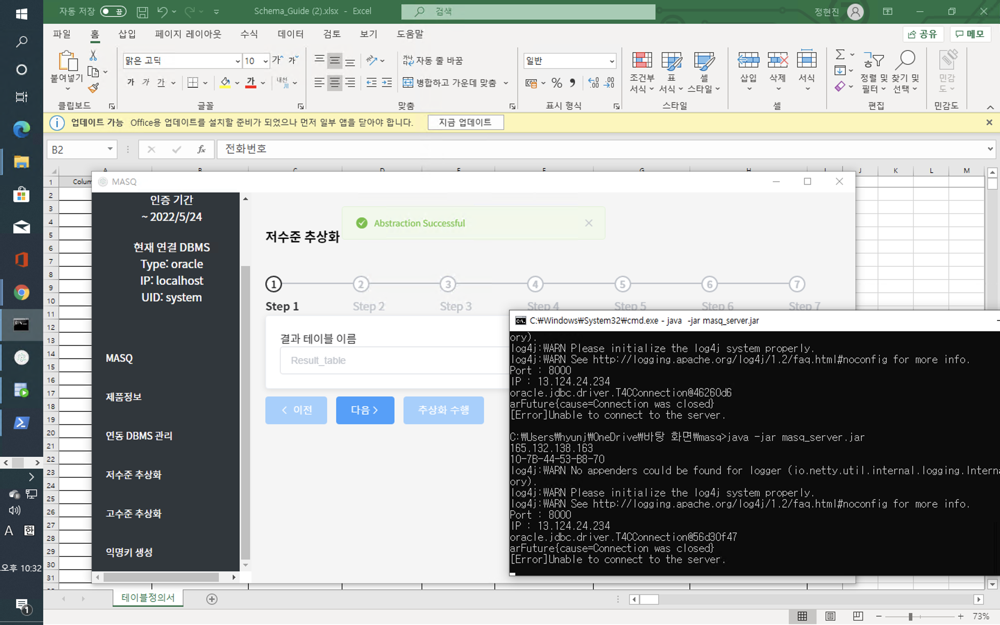 자동 저장 끔
Schema_Guide (2).xlsx - Excel
검색
정현진
파일 홈 삽입 페이지 레이아웃 수식 데이터 검토 보기 도움말
공유 메모
붙여넣기
클립보드
맑은 고딕 10 가 가
가 가 간 가 내천
글꼴
자동 줄 바꿈
병합하고 가운데 맞춤
맞춤
일반
% .00
표시 형식
조건부 서식
표 서식
셀 스타일
스타일
삽입 삭제 서식
셀
정렬 및 필터
찾기 및 선택
편집
민감도
민감도
업데이트 가능 Office용 업데이트를 설치할 준비가 되었으나 먼저 일부 앱을 닫아야 합니다. 지금 업데이트
B2 fx 전화번호
J K L M
1 Colum
2
3
4
5
6
7
8
9
10
11
12
13
14
15
16
17
18
19
20
21
22
23
24
25
26
27
28
29
30
31
MASQ
인증 기간
~ 2022/5/24
현재 연결 DBMS
Type: oracle
IP: localhost
UID: system
MASQ
제품정보
연동 DBMS 관리
저수준 추상화
고수준 추상화
익명키 생성
Abstraction Successful
저수준 추상화
1 2 3 4 5 6 7
Step 1 Step 2 Step 3 Step 4 Step 5 Step 6 Step 7
결과 테이블 이름
Result_table
이전 다음 추상화 수행
C:₩Windows₩System32₩cmd.exe - java -jar masq_server.jar
ory).
log4j:WARN Please initialize the log4j system properly.
log4j:WARN See http://logging.apache.org/log4j/1.2/faq.html#noconfig for more info.
Port : 8000
IP : 13.124.24.234
oracle.jdbc.driver.T4CConnection@46260d6
arFuture{cause=Connection was closed}
[Error]Unable to connect to the server.
C:₩Users₩hyunj₩OneDrive₩바탕 화면₩masq>java -jar masq_server.jar
165.132.138.163
10-7B-44-53-B8-70
log4j:WARN No appenders could be found for logger (io.netty.util.internal.logging.Interna
ory).
log4j:WARN Please initialize the log4j system properly.
log4j:WARN See http://logging.apache.org/log4j/1.2/faq.html#noconfig for more info.
Port : 8000
IP : 13.124.24.234
oracle.jdbc.driver.T4CConnection@56d30f47
arFuture{cause=Connection was closed}
[Error]Unable to connect to the server.
A 한
오후 10:32
1
테이블정의서
73%